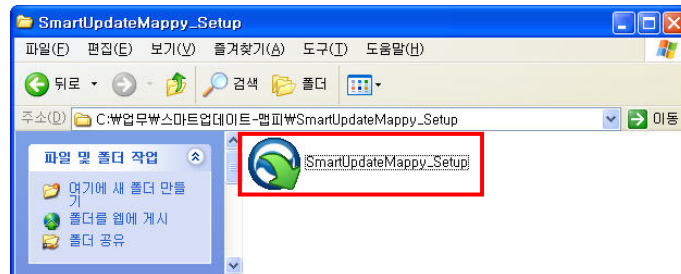 SmartUpdateMappy_Setup
파일(F) 편집(E) 보기(V) 즐겨찾기(A) 도구(T) 도움말(H)
뒤로 검색 폴더
주소(D) C:₩업무₩스마트업데이트-맵피₩SmartUpdateMappy_Setup 이동
파일 및 폴더 작업
SmartUpdateMappy_Setup
여기에 새 폴더 만들
기
폴더를 웹에 게시
폴더 공유